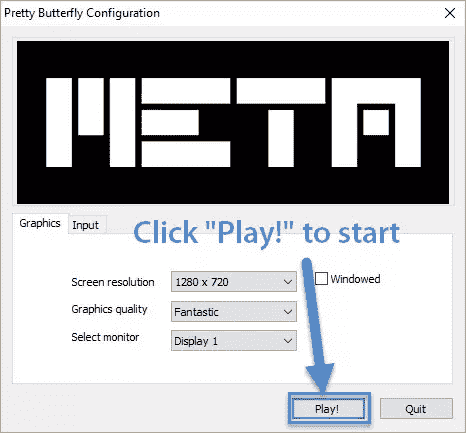 Pretty Butterfly Configuration
META
Graphics
Input
Click "Play!" to start
Screen resolution
1280 x 720
Windowed
Graphics quality
Fantastic
Select monitor
Display 1
Play!
Quit